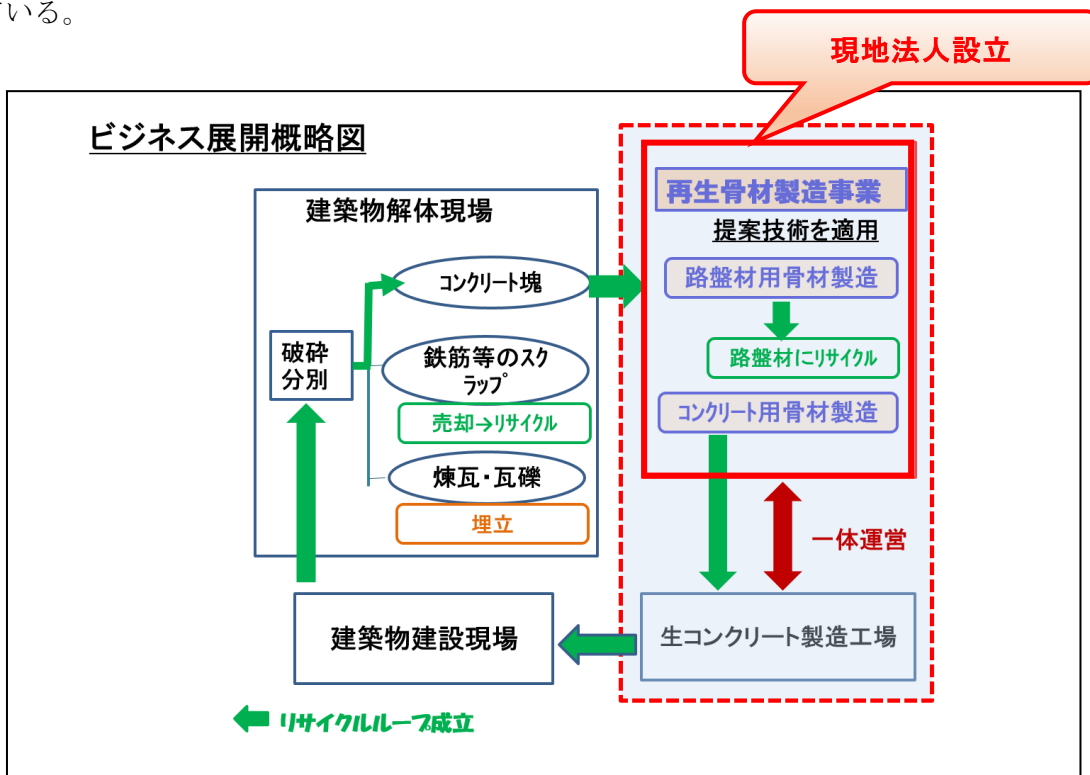 ている。
現地法人設立
ビジネス展開概略図
建築物解体現場
破砕
分別
コンクリート塊
鉄筋等のスク
ラップ
売却→リサイクル
煉瓦・瓦礫
埋立
再生骨材製造事業
提案技術を適用
路盤材用骨材製造
路盤材にリサイクル
コンクリート用骨材製造
一体運営
建築物建設現場
生コンクリート製造工場
リサイクルループ成立